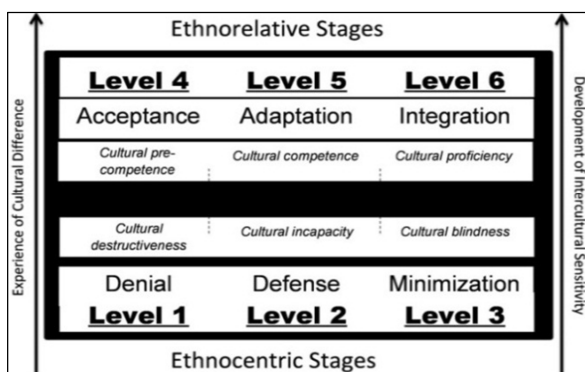 Ethnorelative Stages
Level 4 Level 5 Level 6
Acceptance Adaptation Integration
Cultural pre-
competence
Cultural competence
Cultural proficiency
Cultural
destructiveness
Cultural incapacity
Cultural blindness
Denial Defense Minimization
Level 1 Level 2 Level 3
Ethnocentric Stages
Experience of Cultural Difference
Development of Intercultural Sensitivity